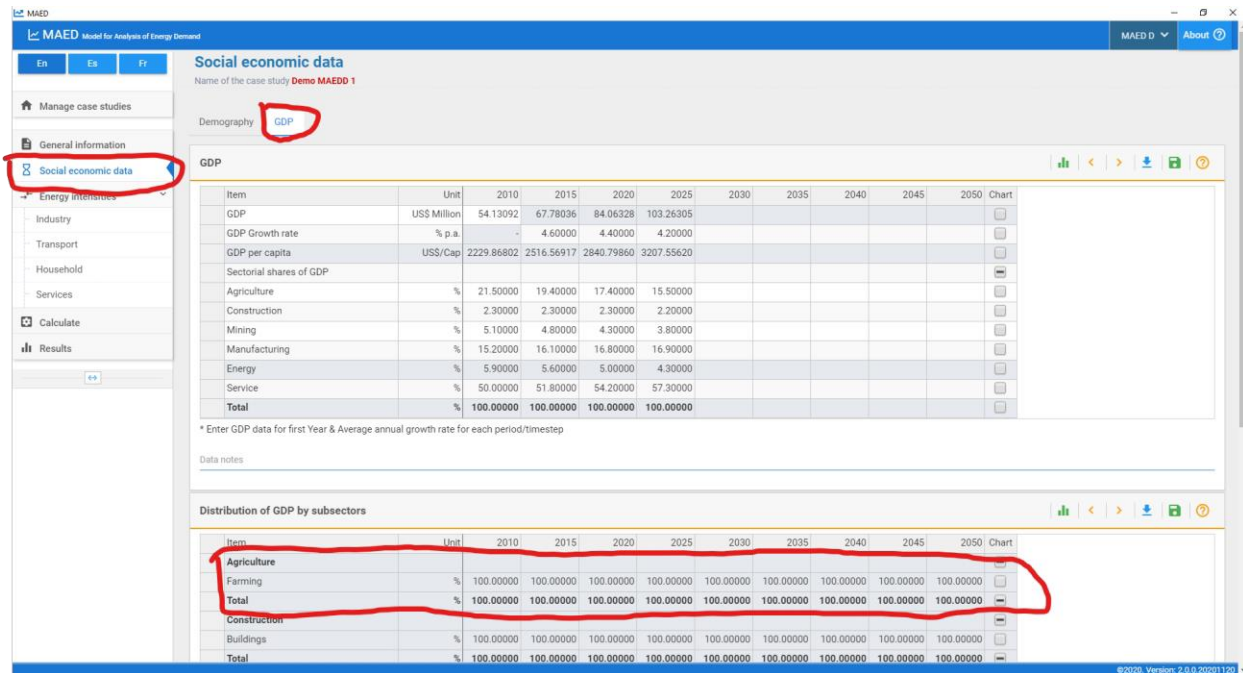 MAED
MAED Model for Analysis of Energy Demand MAED D About
En Es Fr
Social economic data
Name of the case study Demo MAEDD 1
Manage case studies
General information
Social economic data
Energy intensities
Industry
Transport
Household
Services
Calculate
Results
Demography GDP
GDP
Item Unit 2010 2015 2020 2025 2030 2035 2040 2045 2050 Chart
GDP US$ Million 54.13092 67.78036 84.06328 103.26305
GDP Growth rate % p.a. - 4.60000 4.40000 4.20000
GDP per capita US$/Cap 2229.86802 2516.56917 2840.79860 3207.55620
Sectorial shares of GDP
Agriculture % 21.50000 19.40000 17.40000 15.50000
Construction % 2.30000 2.30000 2.30000 2.20000
Mining % 5.10000 4.80000 4.30000 3.80000
Manufacturing % 15.20000 16.10000 16.80000 16.90000
Energy % 5.90000 5.60000 5.00000 4.30000
Service % 50.00000 51.80000 54.20000 57.30000
Total % 100.00000 100.00000 100.00000 100.00000
* Enter GDP data for first Year & Average annual growth rate for each period/timestep
Data notes
Distribution of GDP by subsectors
Item Unit 2010 2015 2020 2025 2030 2035 2040 2045 2050 Chart
Agriculture
Farming % 100.00000 100.00000 100.00000 100.00000 100.00000 100.00000 100.00000 100.00000 100.00000
Total % 100.00000 100.00000 100.00000 100.00000 100.00000 100.00000 100.00000 100.00000 100.00000
Construction
Buildings % 100.00000 100.00000 100.00000 100.00000 100.00000 100.00000 100.00000 100.00000 100.00000
Total % 100.00000 100.00000 100.00000 100.00000 100.00000 100.00000 100.00000 100.00000 100.00000
©2020, Version: 2.0.0.20201120